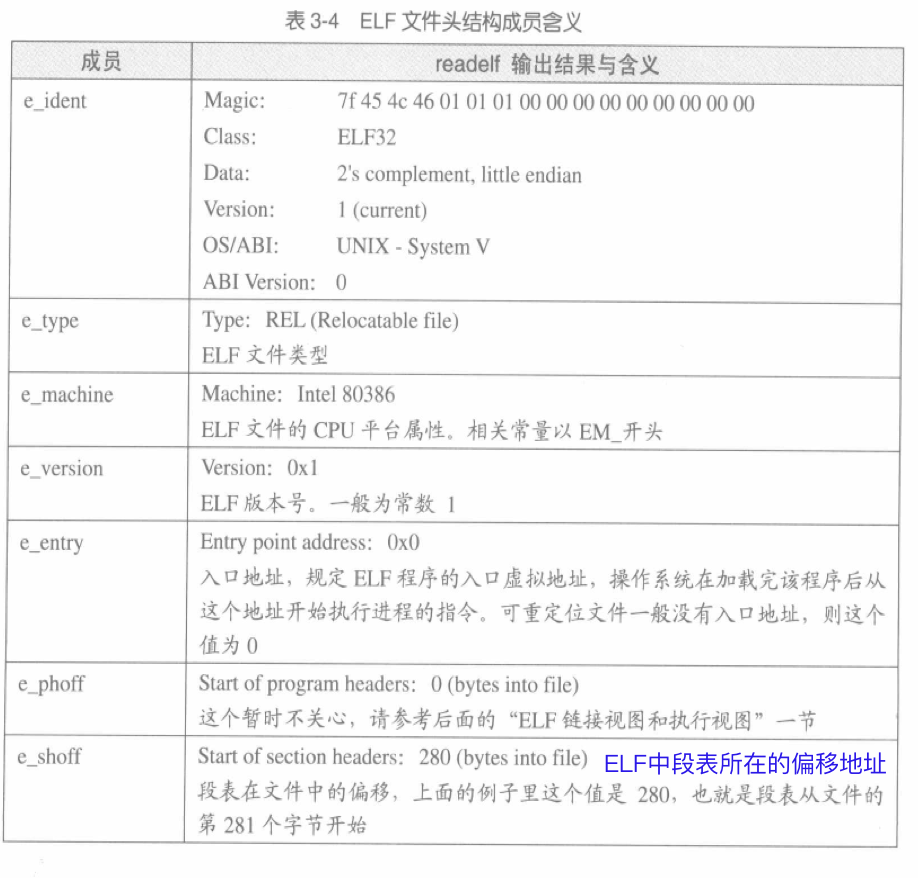 表 3-4 ELF 文件头结构成员含义
成员 readelf 输出结果与含义
e_ident Magic: 7f 45 4c 46 01 01 01 00 00 00 00 00 00 00 00 00
Class: ELF32
Data: 2's complement, little endian
Version: 1 (current)
OS/ABI: UNIX - System V
ABI Version: 0
e_type Type: REL (Relocatable file)
ELF 文件类型
e_machine Machine: Intel 80386
ELF 文件的 CPU 平台属性。相关常量以 EM_开头
e_version Version: 0x1
ELF 版本号。一般为常数 1
e_entry Entry point address: 0x0
入口地址，规定 ELF 程序的入口虚拟地址，操作系统在加载完该程序后从
这个地址开始执行进程的指令。可重定位文件一般没有入口地址，则这个
值为 0
e_phoff Start of program headers: 0 (bytes into file)
这个暂时不关心，请参考后面的“ELF 链接视图和执行视图”一节
e_shoff Start of section headers: 280 (bytes into file) ELF中段表所在的偏移地址
段表在文件中的偏移，上面的例子里这个值是 280，也就是段表从文件的
第 281 个字节开始